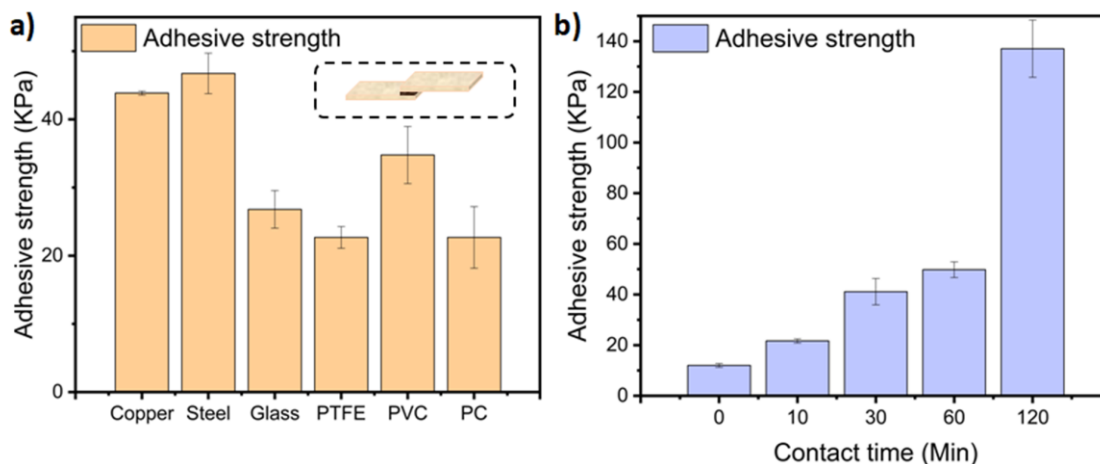 a)
Adhesive strength
Adhesive strength (KPa)
40
20
0
Copper Steel Glass PTFE PVC PC
b)
Adhesive strength
Adhesive strength (KPa)
140
120
100
80
60
40
20
0
0 10 30 60 120
Contact time (Min)